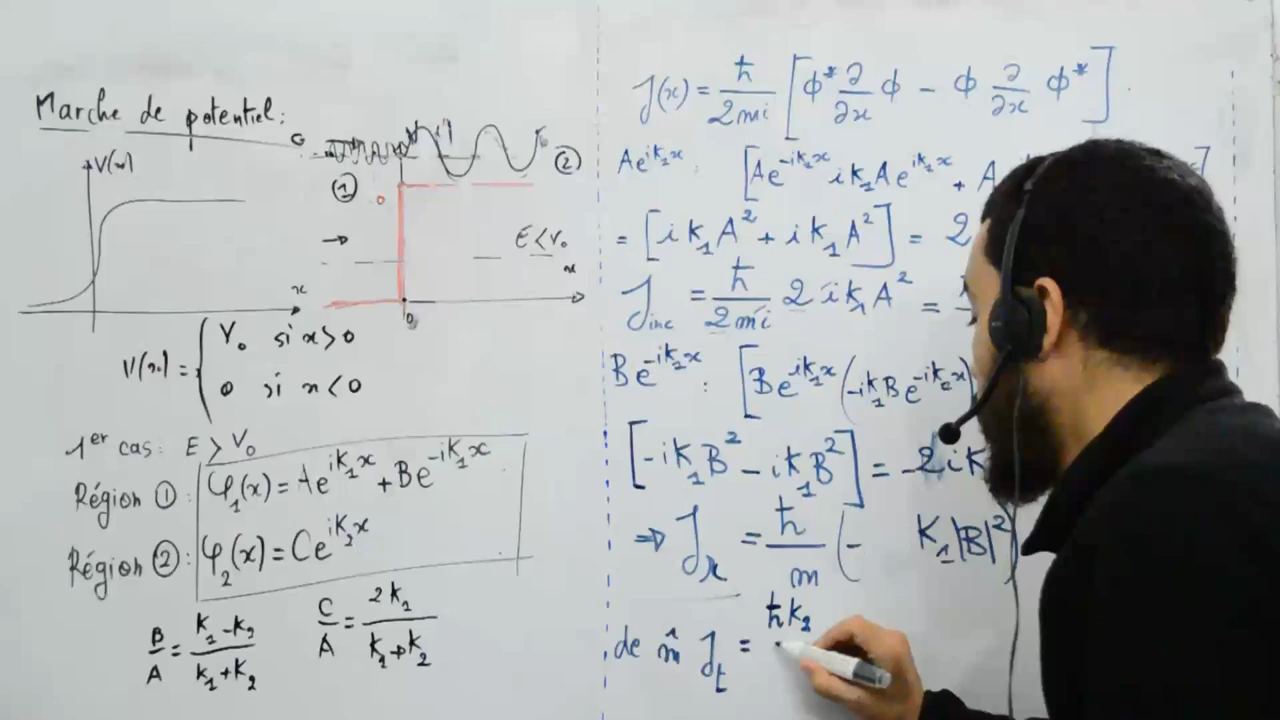 Marche de potentiel:
V(x)
x
①
②
0
E < V₀
x
0
V(x) = { V₀ si x > 0
0 si x < 0
1er cas: E > V₀
Région ①: φ₁(x) = Ae^{iK₁x} + Be^{-iK₁x}
Région ②: φ₂(x) = Ce^{iK₂x}
B/A = (K₁ - K₂)/(K₁ + K₂)
C/A = 2K₁/(K₁ + K₂)
J(x) = ħ/2mi [ϕ* ∂/∂x ϕ - ϕ ∂/∂x ϕ*]
Ae^{iK₁x} : [Ae^{-iK₁x} iK₁Ae^{iK₁x} + A
= [iK₁A² + iK₁A²] = 2
J_inc = ħ/2mi 2iK₁A² =
Be^{-iK₁x} : [Be^{iK₁x} (-iK₁Be^{-iK₁x})
[-iK₁B² - iK₁B²] = -2iK
⇒ J_r = ħ/m (- K₁|B|²)
de m̂ J_t = ħK₂